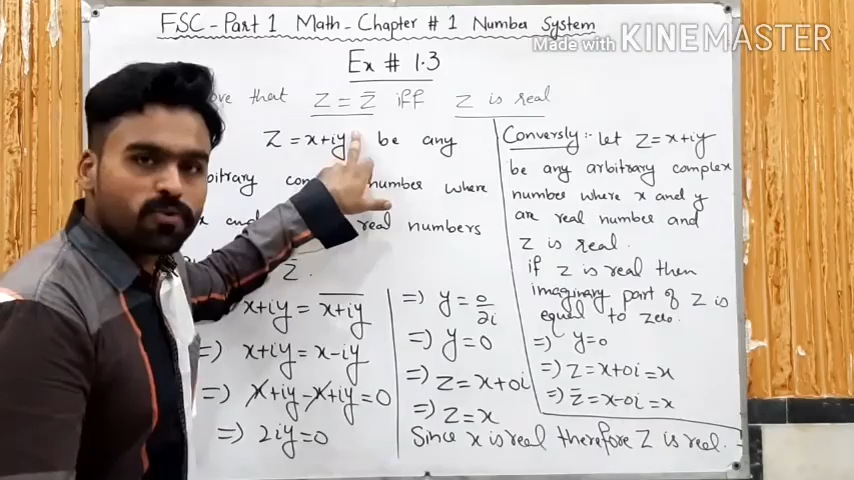 FSC - Part 1 Math - Chapter # 1 Number System
Made with KINEMASTER
Ex # 1.3
that Z = Z̄ iff Z is real
Z = x+iy be any
number where
x real numbers
Z̄.
x+iy = \overline{x+iy}
=) x+iy = x-iy
=) x+iy-x+iy=0
=) 2iy=0
=) y = 0/2i
=) y=0
=) Z=x+0i
=) Z=x
Since x is real therefore Z is real.
Conversly:- let Z=x+iy
be any arbitrary complex
number where x and y
are real number and
Z is real.
if Z is real then
imaginary part of Z is
equal to zero.
=) y=0
=) Z=x+0i=x
=) Z̄=x-0i=x